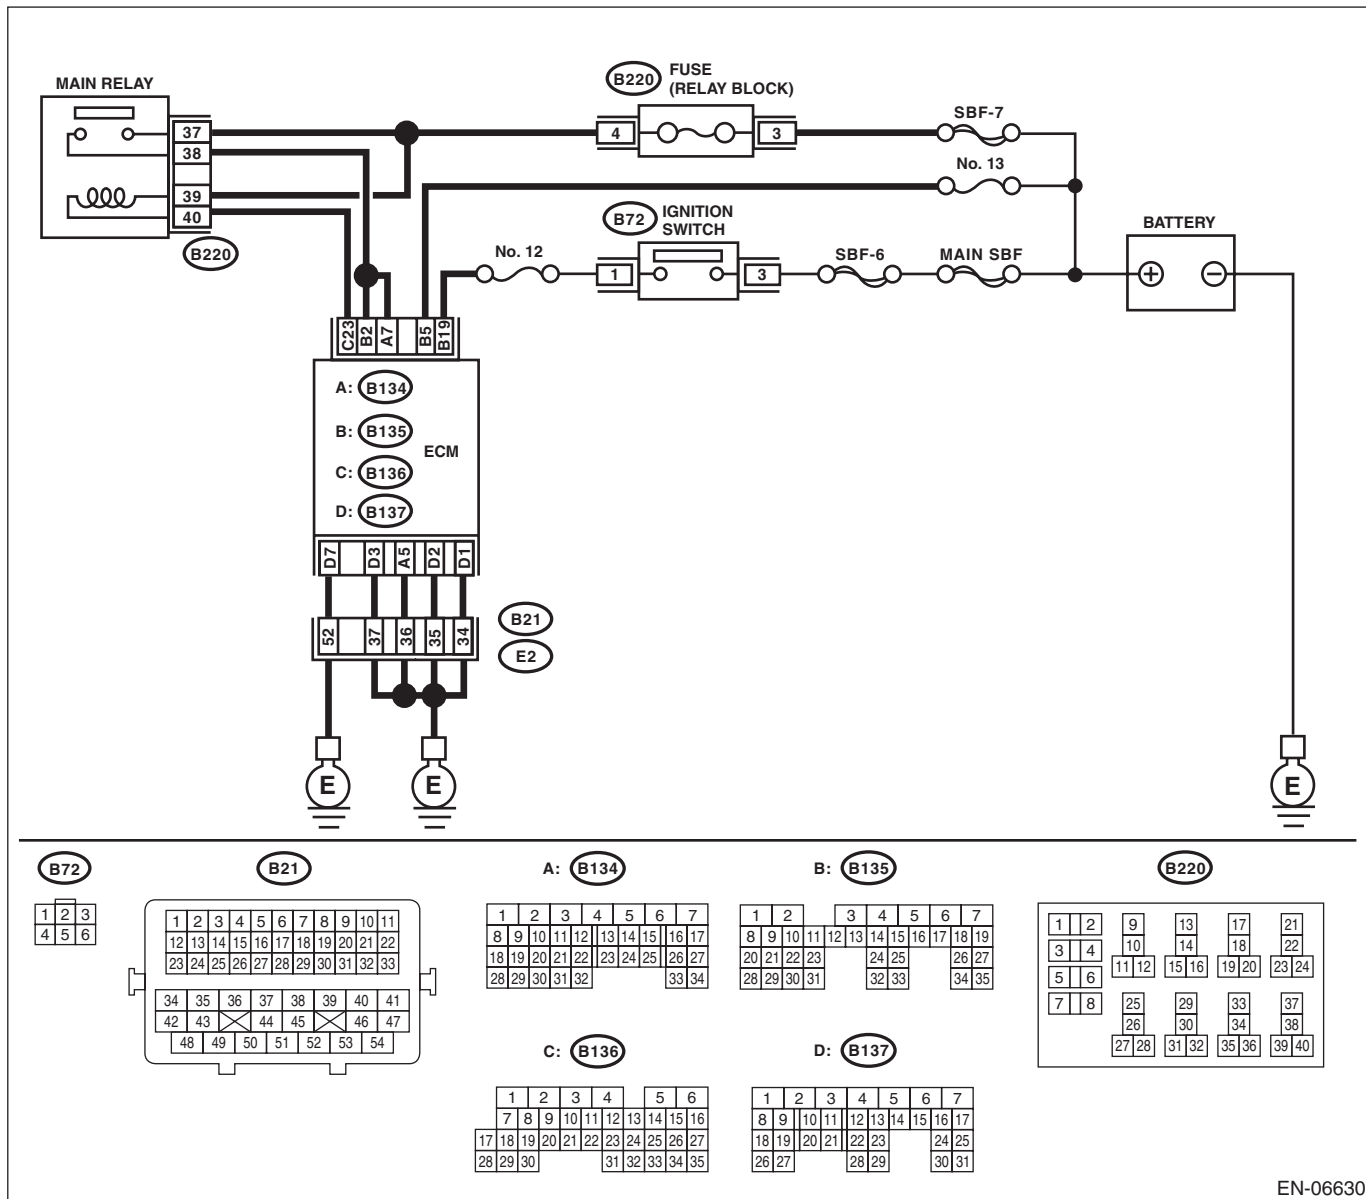 MAIN RELAY
B220 FUSE
(RELAY BLOCK)
SBF-7
37
4
3
38
No. 13
39
B72 IGNITION
SWITCH
40
BATTERY
B220
No. 12
SBF-6
MAIN SBF
1
3
+ −
C23 B2 A7 B5 B19
A: B134
B: B135
ECM
C: B136
D: B137
D7 D3 A5 D2 D1
B21
52 37 36 35 34
E2
E E E
B72
1 2 3
4 5 6
B21
1 2 3 4 5 6 7 8 9 10 11
12 13 14 15 16 17 18 19 20 21 22
23 24 25 26 27 28 29 30 31 32 33
34 35 36 37 38 39 40 41
42 43 44 45 46 47
48 49 50 51 52 53 54
A: B134
1 2 3 4 5 6 7
8 9 10 11 12 13 14 15 16 17
18 19 20 21 22 23 24 25 26 27
28 29 30 31 32 33 34
B: B135
1 2 3 4 5 6 7
8 9 10 11 12 13 14 15 16 17 18 19
20 21 22 23 24 25 26 27
28 29 30 31 32 33 34 35
B220
1 2 9 13 17 21
3 4 10 14 18 22
5 6 11 12 15 16 19 20 23 24
7 8 25 29 33 37
26 30 34 38
27 28 31 32 35 36 39 40
C: B136
1 2 3 4 5 6
7 8 9 10 11 12 13 14 15 16
17 18 19 20 21 22 23 24 25 26 27
28 29 30 31 32 33 34 35
D: B137
1 2 3 4 5 6 7
8 9 10 11 12 13 14 15 16 17
18 19 20 21 22 23 24 25
26 27 28 29 30 31
EN-06630